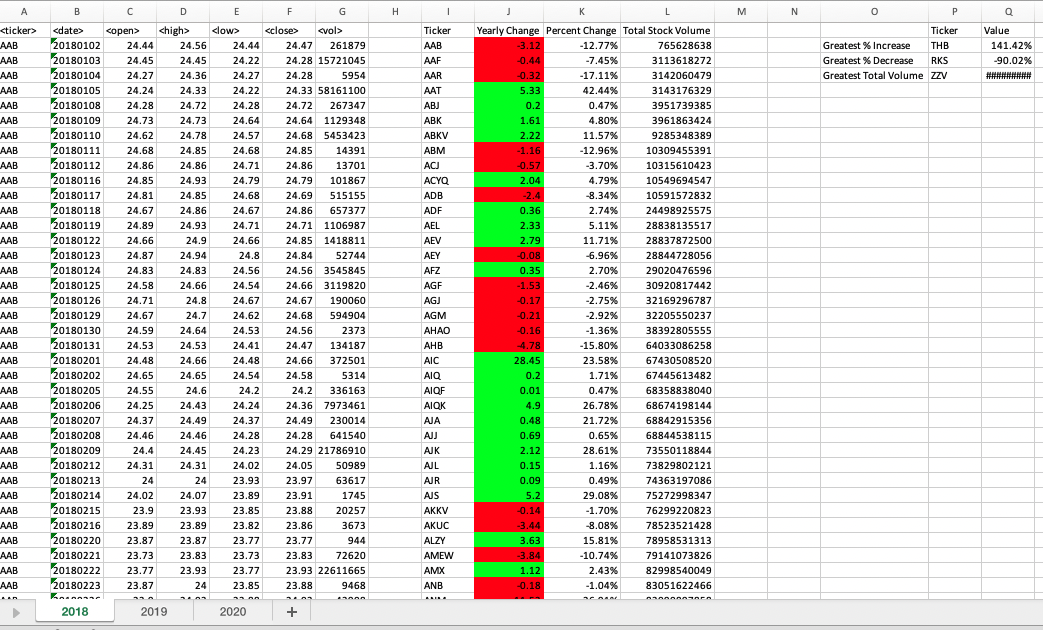 A B C D E F G H I J K L M N O P Q
<ticker> <date> <open> <high> <low> <close> <vol> Ticker Yearly Change Percent Change Total Stock Volume Ticker Value
AAB 20180102 24.44 24.56 24.44 24.47 261879 AAB -3.12 -12.77% 765628638 Greatest % Increase THB 141.42%
AAB 20180103 24.45 24.45 24.22 24.28 15721045 AAF -0.44 -7.45% 3113618272 Greatest % Decrease RKS -90.02%
AAB 20180104 24.27 24.36 24.27 24.28 5954 AAR -0.32 -17.11% 3142060479 Greatest Total Volume ZZV #########
AAB 20180105 24.24 24.33 24.22 24.33 58161100 AAT 5.33 42.44% 3143176329
AAB 20180108 24.28 24.72 24.28 24.72 267347 ABJ 0.2 0.47% 3951739385
AAB 20180109 24.73 24.73 24.64 24.64 1129348 ABK 1.61 4.80% 3961863424
AAB 20180110 24.62 24.78 24.57 24.68 5453423 ABKV 2.22 11.57% 9285348389
AAB 20180111 24.68 24.85 24.68 24.85 14391 ABM -1.16 -12.96% 10309455391
AAB 20180112 24.86 24.86 24.71 24.86 13701 ACJ -0.57 -3.70% 10315610423
AAB 20180116 24.85 24.93 24.79 24.79 101867 ACYQ 2.04 4.79% 10549694547
AAB 20180117 24.81 24.85 24.68 24.69 515155 ADB -2.4 -8.34% 10591572832
AAB 20180118 24.67 24.86 24.67 24.86 657377 ADF 0.36 2.74% 24498925575
AAB 20180119 24.89 24.93 24.71 24.71 1106987 AEL 2.33 5.11% 28838135517
AAB 20180122 24.66 24.9 24.66 24.85 1418811 AEV 2.79 11.71% 28837872500
AAB 20180123 24.87 24.94 24.8 24.84 52744 AEY -0.08 -6.96% 28844728056
AAB 20180124 24.83 24.83 24.56 24.56 3545845 AFZ 0.35 2.70% 29020476596
AAB 20180125 24.58 24.66 24.54 24.66 3119820 AGF -1.53 -2.46% 30920817442
AAB 20180126 24.71 24.8 24.67 24.67 190060 AGJ -0.17 -2.75% 32169296787
AAB 20180129 24.67 24.7 24.62 24.68 594904 AGM -0.21 -2.92% 32205550237
AAB 20180130 24.59 24.64 24.53 24.56 2373 AHAO -0.16 -1.36% 38392805555
AAB 20180131 24.53 24.53 24.41 24.47 134187 AHB -4.78 -15.80% 64033086258
AAB 20180201 24.48 24.66 24.48 24.66 372501 AIC 28.45 23.58% 67430508520
AAB 20180202 24.65 24.65 24.54 24.58 5314 AIQ 0.2 1.71% 67445613482
AAB 20180205 24.55 24.6 24.2 24.2 336163 AIQF 0.01 0.47% 68358838040
AAB 20180206 24.25 24.43 24.24 24.36 7973461 AIQK 4.9 26.78% 68674198144
AAB 20180207 24.37 24.49 24.37 24.49 230014 AJA 0.48 21.72% 68842915356
AAB 20180208 24.46 24.46 24.28 24.28 641540 AJJ 0.69 0.65% 68844538115
AAB 20180209 24.4 24.45 24.23 24.29 21786910 AJK 2.12 28.61% 73550118844
AAB 20180212 24.31 24.31 24.02 24.05 50989 AJL 0.15 1.16% 73829802121
AAB 20180213 24 24 23.93 23.97 63617 AJR 0.09 0.49% 74363197086
AAB 20180214 24.02 24.07 23.89 23.91 1745 AJS 5.2 29.08% 75272998347
AAB 20180215 23.9 23.93 23.85 23.88 20257 AKKV -0.14 -1.70% 76299220823
AAB 20180216 23.89 23.89 23.82 23.86 3673 AKUC -3.44 -8.08% 78523521428
AAB 20180220 23.87 23.87 23.77 23.77 944 ALZY 3.63 15.81% 78958531313
AAB 20180221 23.73 23.83 23.73 23.83 72620 AMEW -3.84 -10.74% 79141073826
AAB 20180222 23.77 23.93 23.77 23.93 22611665 AMX 1.12 2.43% 82998540049
AAB 20180223 23.87 24 23.85 23.88 9468 ANB -0.18 -1.04% 83051622466
2018 2019 2020 +